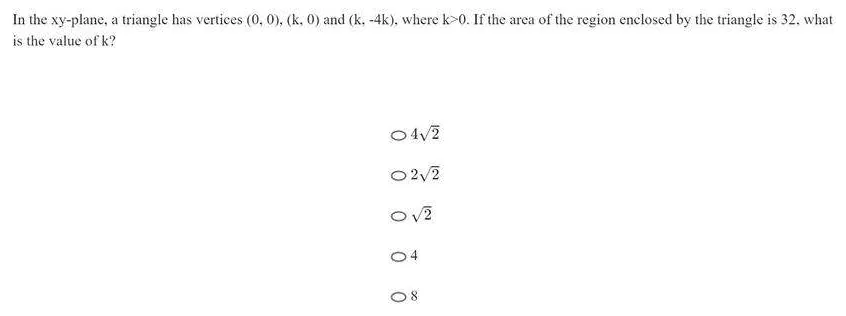 In the xy-plane, a triangle has vertices (0, 0), (k, 0) and (k, -4k), where k>0. If the area of the region enclosed by the triangle is 32, what
is the value of k?
4√2
2√2
√2
4
8